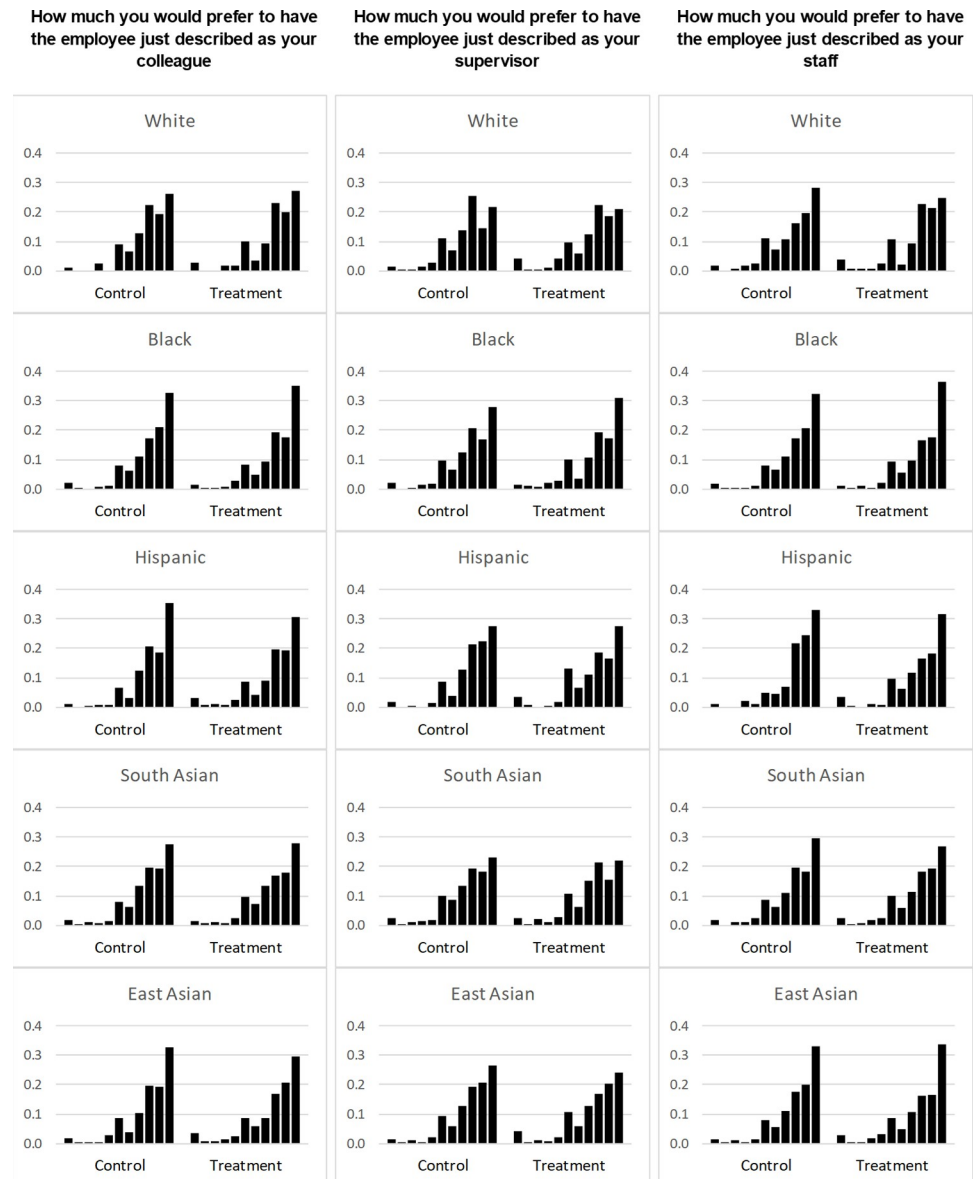 How much you would prefer to have
the employee just described as your
colleague
How much you would prefer to have
the employee just described as your
supervisor
How much you would prefer to have
the employee just described as your
staff
White
0.4
0.3
0.2
0.1
0.0
Control Treatment
White
0.4
0.3
0.2
0.1
0.0
Control Treatment
White
0.4
0.3
0.2
0.1
0.0
Control Treatment
Black
0.4
0.3
0.2
0.1
0.0
Control Treatment
Black
0.4
0.3
0.2
0.1
0.0
Control Treatment
Black
0.4
0.3
0.2
0.1
0.0
Control Treatment
Hispanic
0.4
0.3
0.2
0.1
0.0
Control Treatment
Hispanic
0.4
0.3
0.2
0.1
0.0
Control Treatment
Hispanic
0.4
0.3
0.2
0.1
0.0
Control Treatment
South Asian
0.4
0.3
0.2
0.1
0.0
Control Treatment
South Asian
0.4
0.3
0.2
0.1
0.0
Control Treatment
South Asian
0.4
0.3
0.2
0.1
0.0
Control Treatment
East Asian
0.4
0.3
0.2
0.1
0.0
Control Treatment
East Asian
0.4
0.3
0.2
0.1
0.0
Control Treatment
East Asian
0.4
0.3
0.2
0.1
0.0
Control Treatment